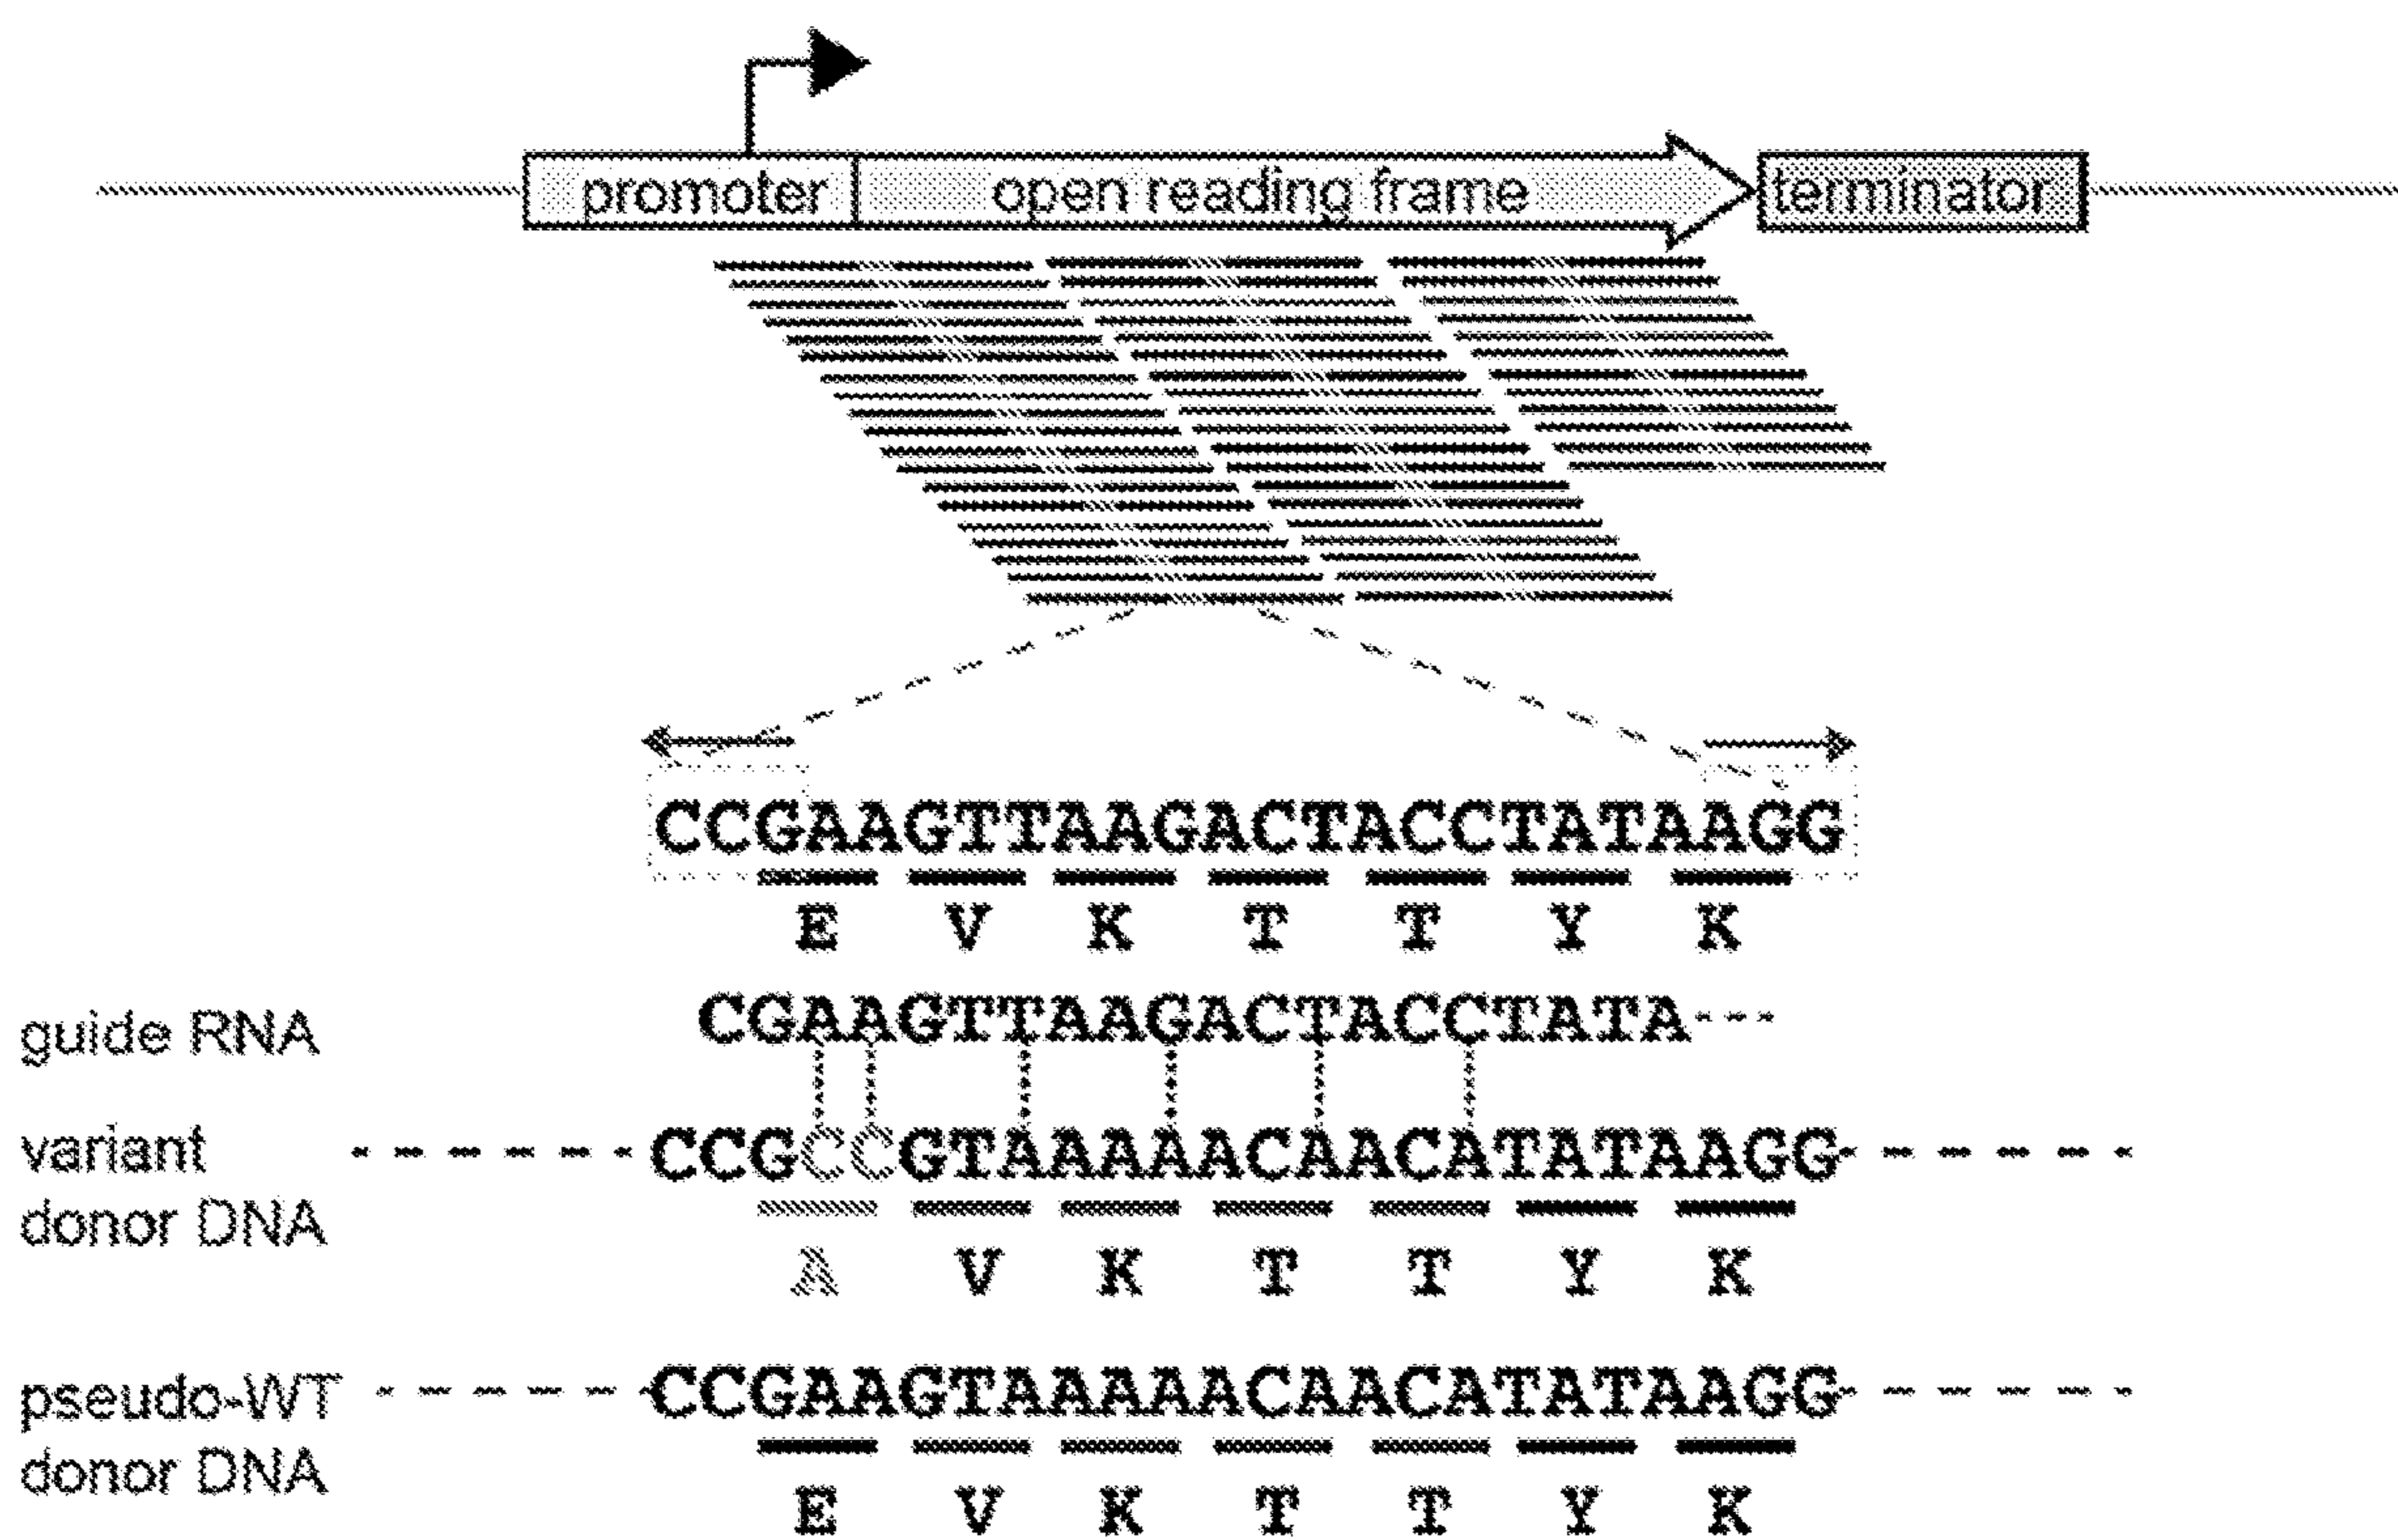 promoter open reading frame terminator
CCGAAGTTAAGACTACCTATAAGG
E V K T T Y K
guide RNA CGAAGTTAAGACTACCTATA
variant donor DNA CCGCCGTAAAAACAACATATAAGG
A V K T T Y K
pseudo-WT donor DNA CCGAAGTAAAAACAACATATAAGG
E V K T T Y K